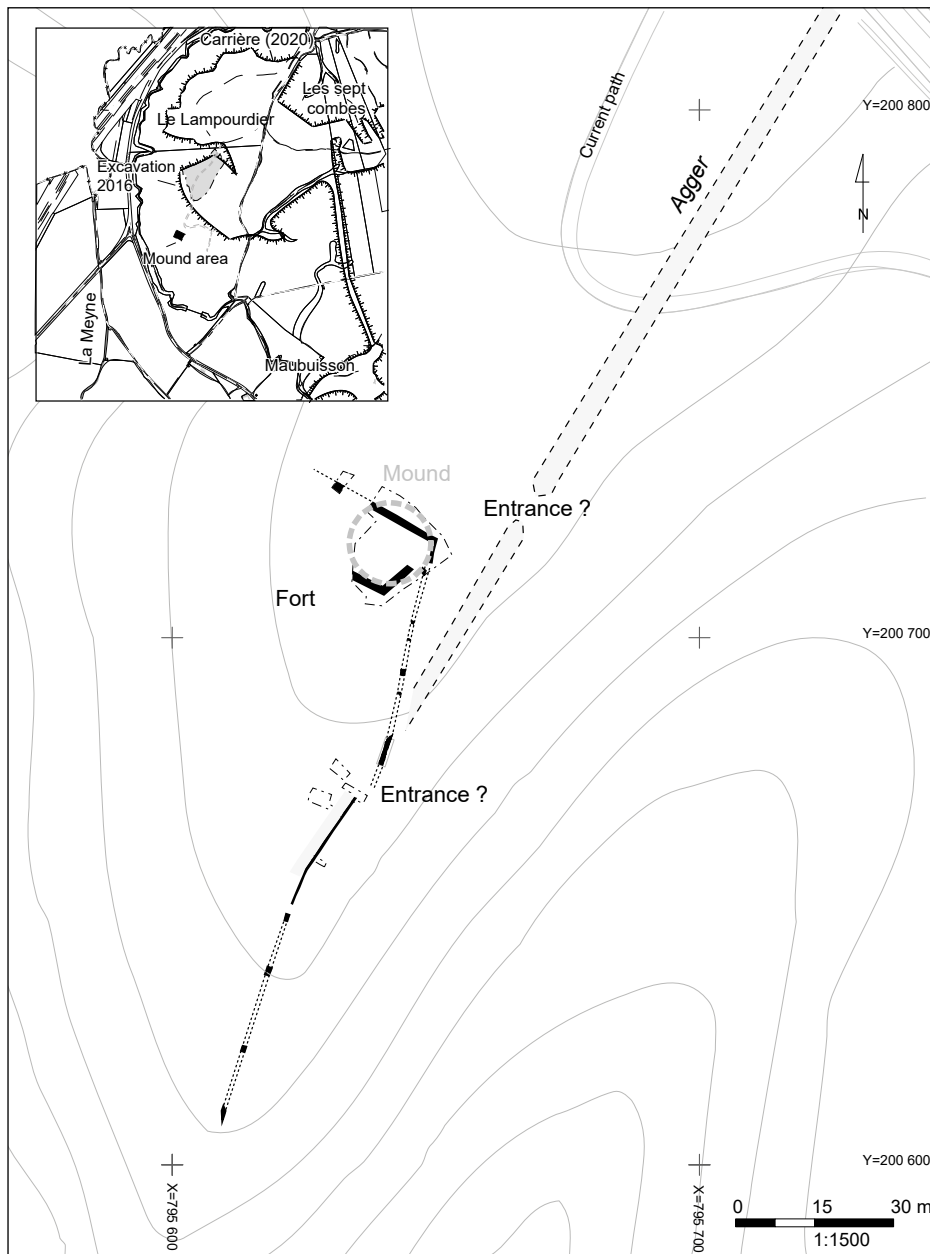 Carrière (2020)
Les sept
combes
Le Lampourdier
Excavation
2016
Mound area
La Meyne
Maubuisson
Current path
Agger
Y=200 800
N
Mound
Entrance ?
Fort
Y=200 700
Entrance ?
Y=200 600
X=795 600
X=795 700
0 15 30 m
1:1500